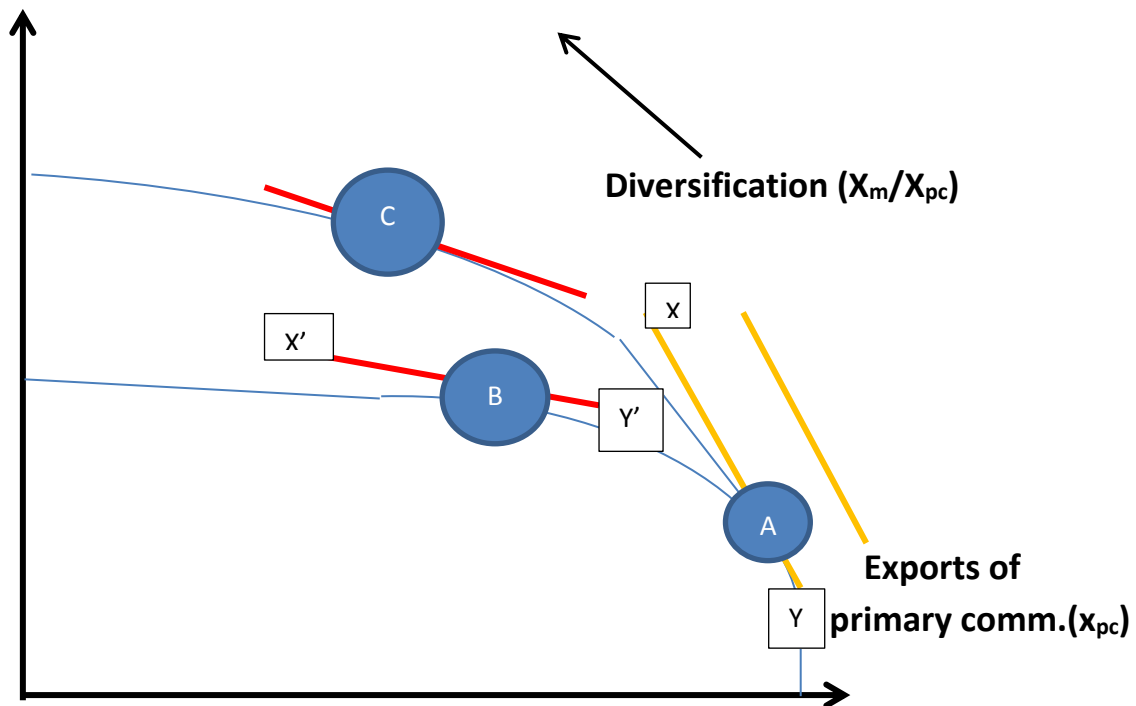 Diversification (Xm/Xpc)
C
x
X’
B
Y’
A
Exports of
Y
primary comm.(xpc)